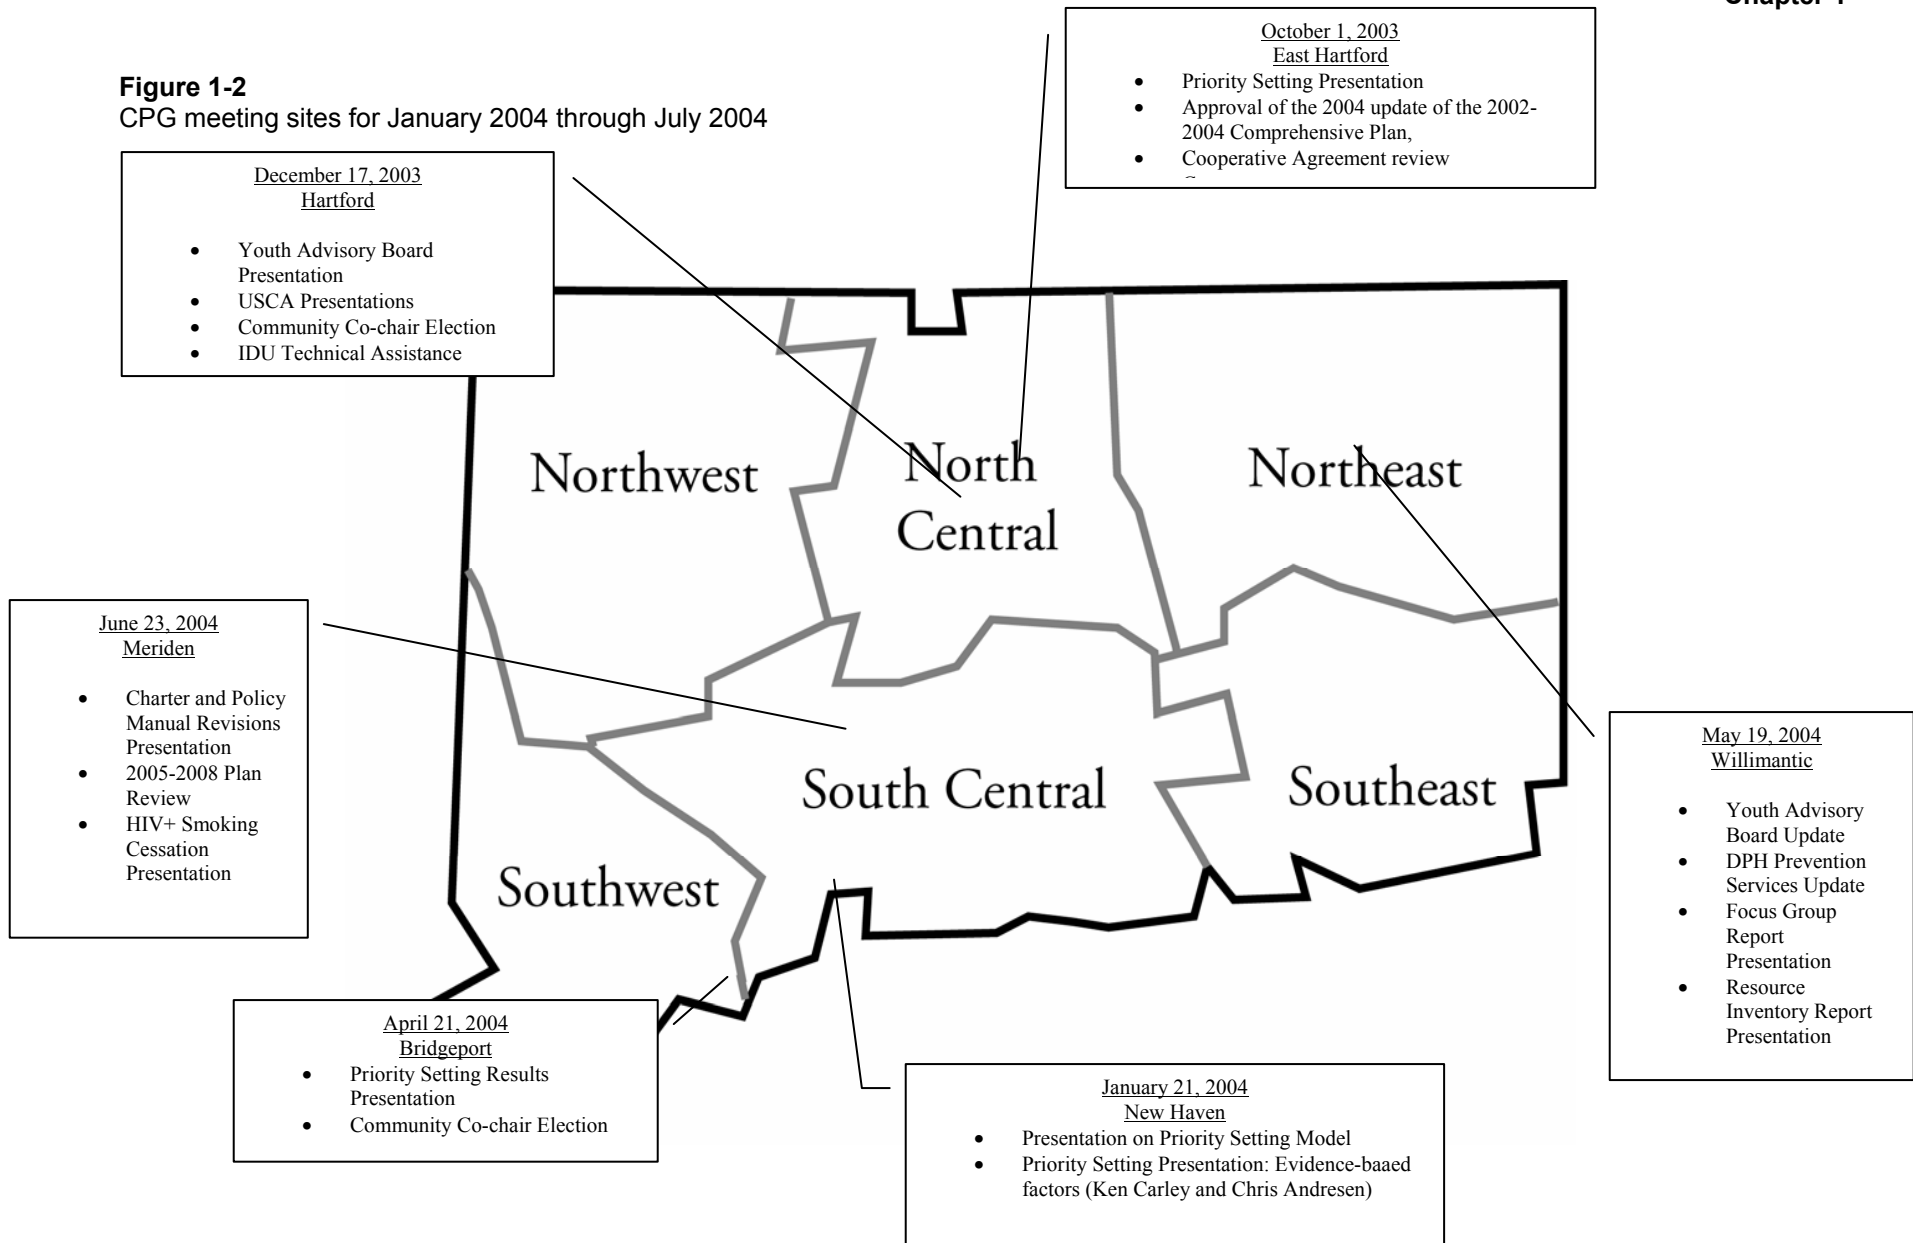 Chapter 1
Figure 1-2
CPG meeting sites for January 2004 through July 2004
October 1, 2003
East Hartford
• Priority Setting Presentation
• Approval of the 2004 update of the 2002-
2004 Comprehensive Plan,
• Cooperative Agreement review
December 17, 2003
Hartford
• Youth Advisory Board
Presentation
• USCA Presentations
• Community Co-chair Election
• IDU Technical Assistance
Northwest
North
Central
Northeast
June 23, 2004
Meriden
• Charter and Policy
Manual Revisions
Presentation
• 2005-2008 Plan
Review
• HIV+ Smoking
Cessation
Presentation
South Central
Southeast
Southwest
May 19, 2004
Willimantic
• Youth Advisory
Board Update
• DPH Prevention
Services Update
• Focus Group
Report
Presentation
• Resource
Inventory Report
Presentation
April 21, 2004
Bridgeport
• Priority Setting Results
Presentation
• Community Co-chair Election
January 21, 2004
New Haven
• Presentation on Priority Setting Model
• Priority Setting Presentation: Evidence-baaed
factors (Ken Carley and Chris Andresen)